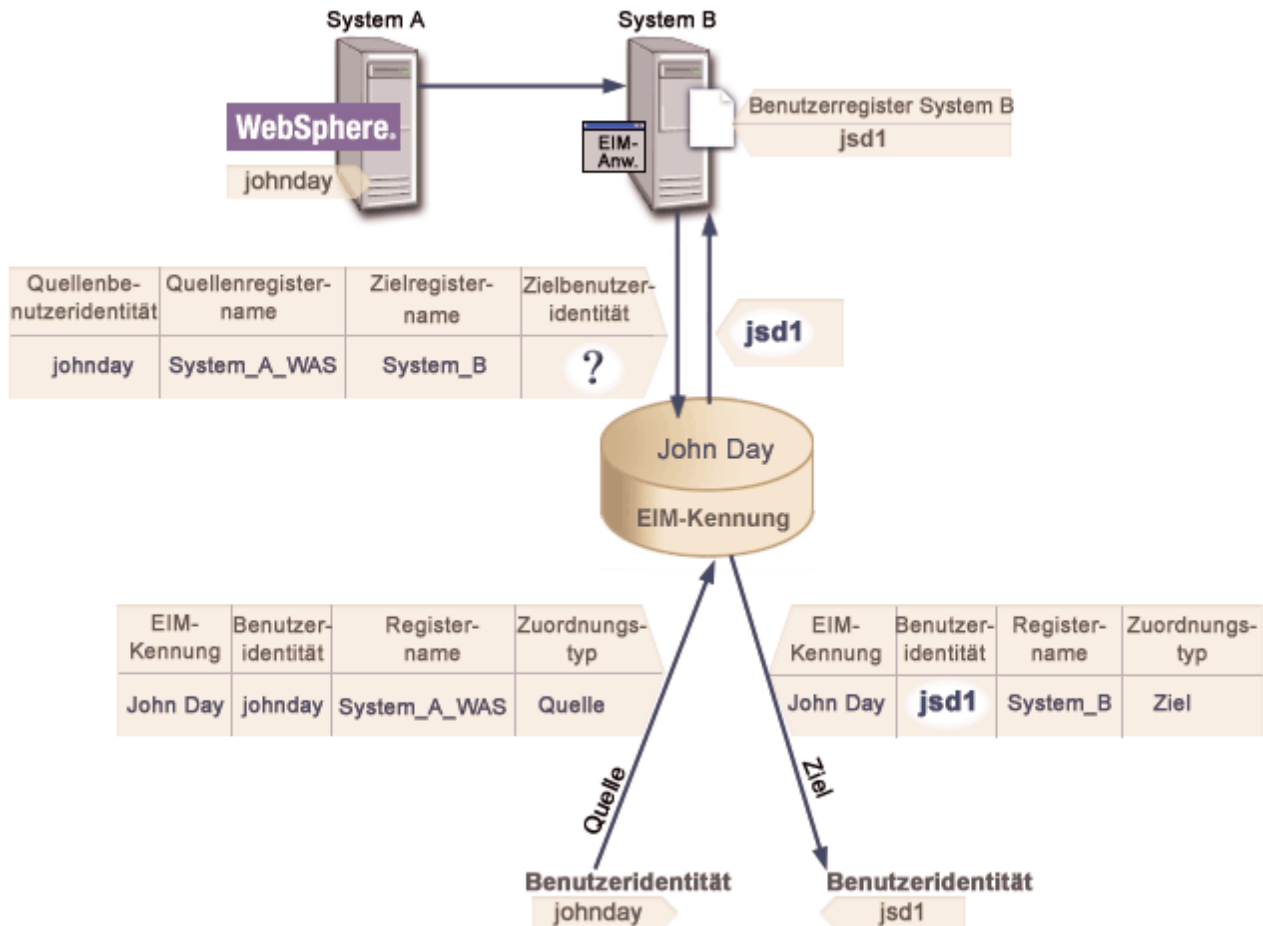 System A
System B
WebSphere.
johnday
EIM-
Anw.
Benutzerregister System B
jsd1
Quellenbe-
nutzeridentität
Quellenregister-
name
Zielregister-
name
Zielbenutzer-
identität
johnday
System_A_WAS
System_B
?
jsd1
John Day
EIM-Kennung
EIM-
Kennung
Benutzer-
identität
Register-
name
Zuordnungs-
typ
John Day
johnday
System_A_WAS
Quelle
EIM-
Kennung
Benutzer-
identität
Register-
name
Zuordnungs-
typ
John Day
jsd1
System_B
Ziel
Quelle
Ziel
Benutzeridentität
johnday
Benutzeridentität
jsd1